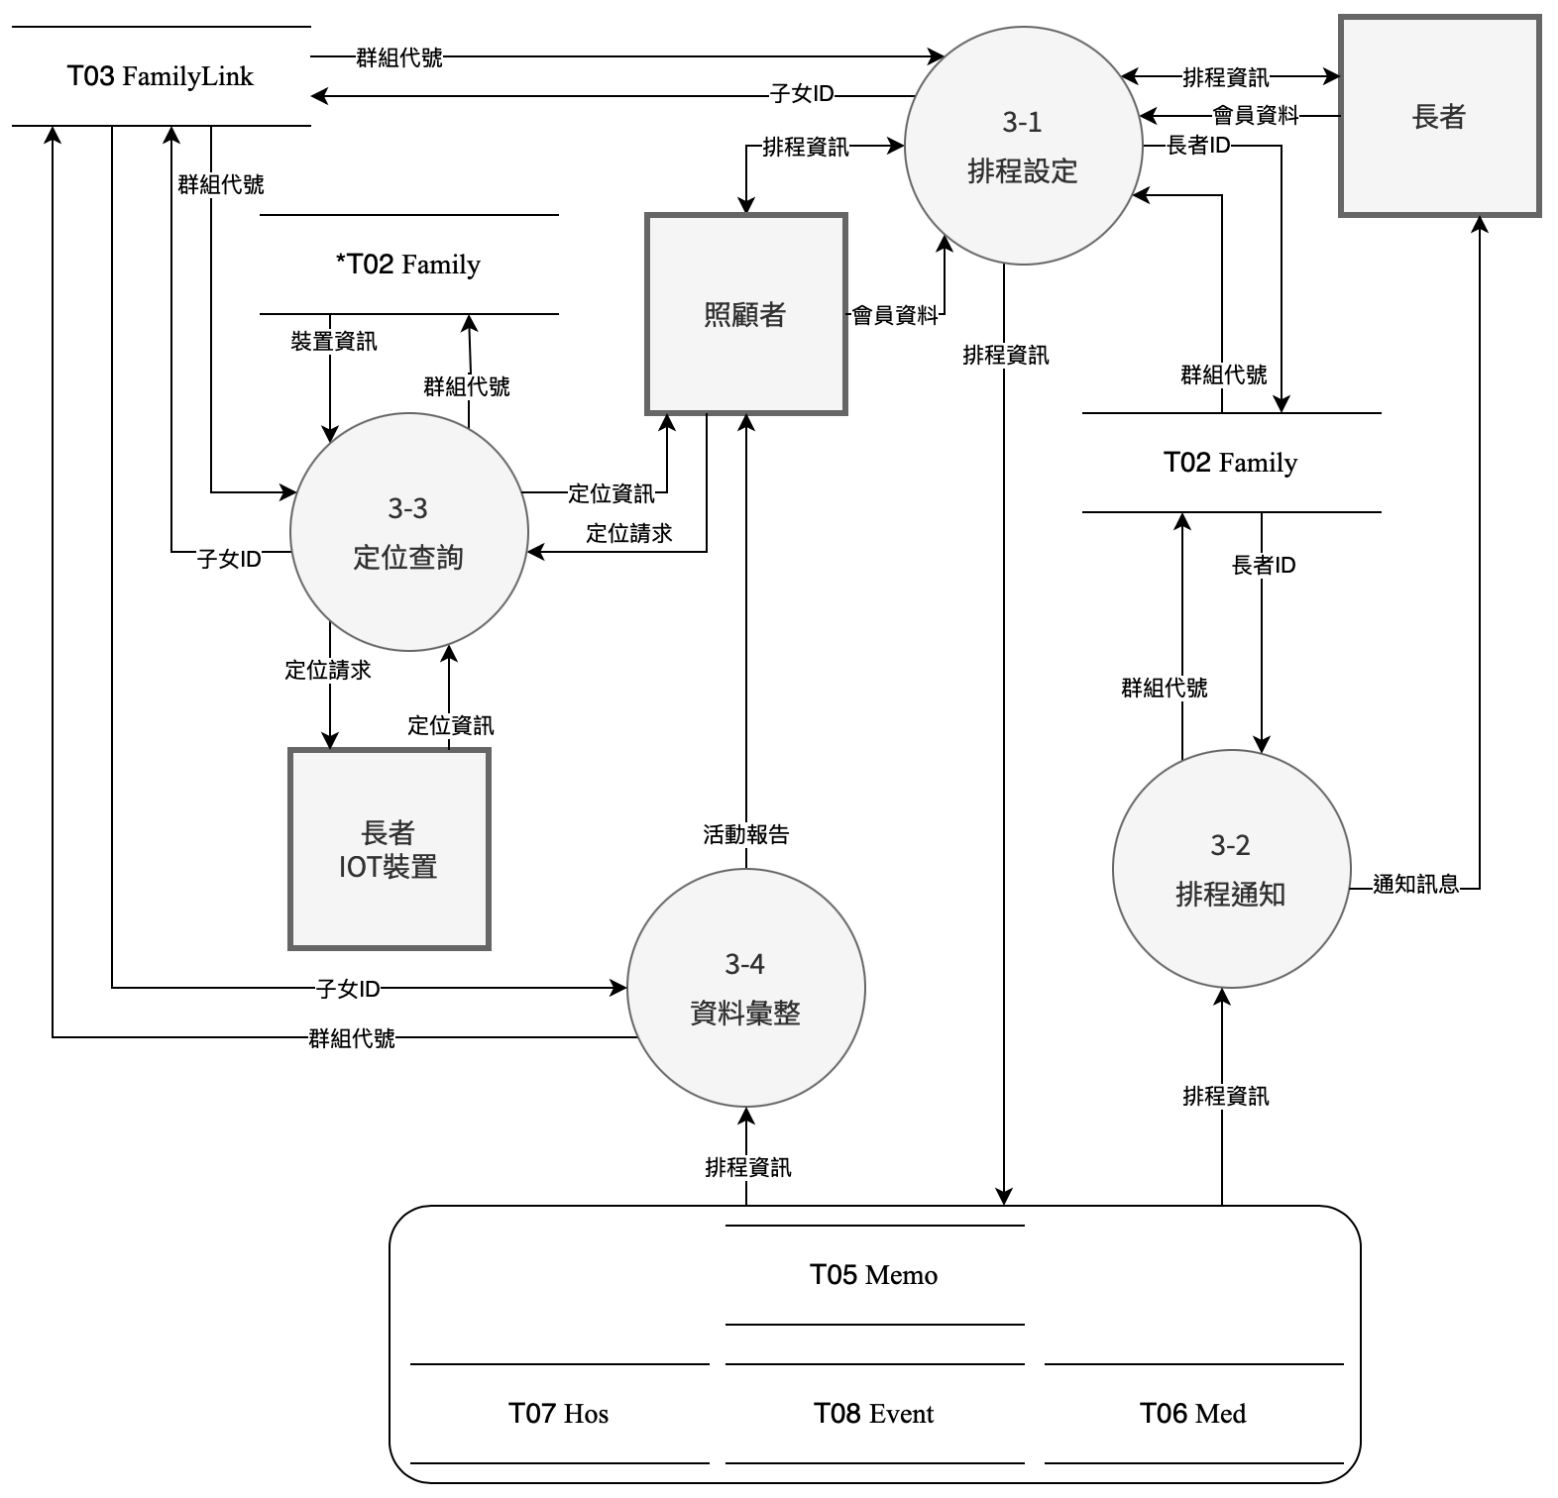 T03 FamilyLink
群組代號
子女ID
3-1
排程設定
排程資訊
會員資料
長者ID
長者
排程資訊
群組代號
*T02 Family
照顧者
會員資料
裝置資訊
群組代號
排程資訊
群組代號
T02 Family
3-3
定位查詢
定位資訊
定位請求
子女ID
長者ID
定位請求
定位資訊
群組代號
長者
IOT裝置
活動報告
3-2
排程通知
通知訊息
3-4
資料彙整
子女ID
群組代號
排程資訊
排程資訊
T05 Memo
T07 Hos
T08 Event
T06 Med